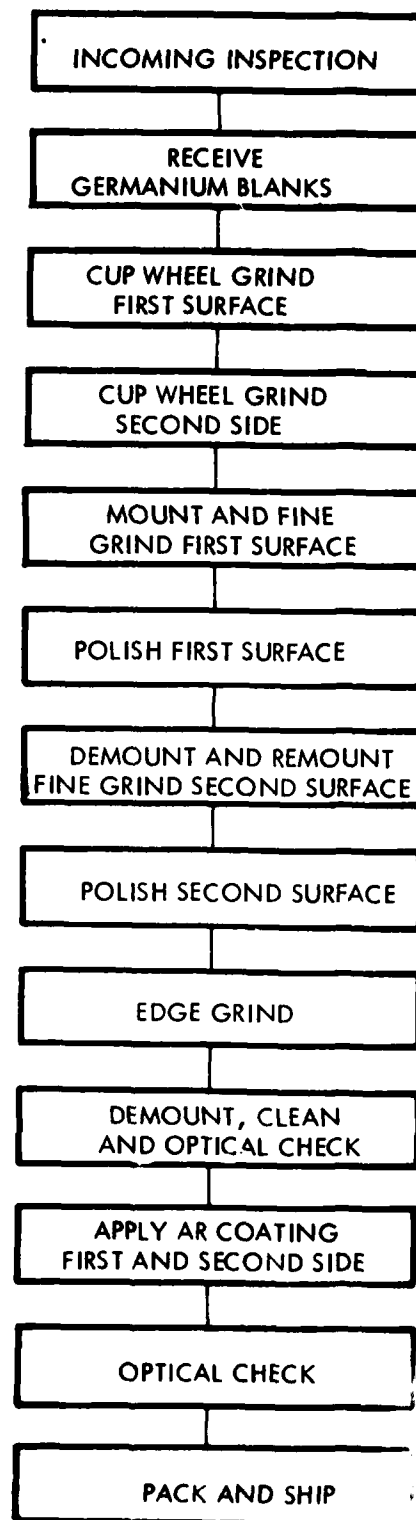 INCOMING INSPECTION
RECEIVE
GERMANIUM BLANKS
CUP WHEEL GRIND
FIRST SURFACE
CUP WHEEL GRIND
SECOND SIDE
MOUNT AND FINE
GRIND FIRST SURFACE
POLISH FIRST SURFACE
DEMOUNT AND REMOUNT
FINE GRIND SECOND SURFACE
POLISH SECOND SURFACE
EDGE GRIND
DEMOUNT, CLEAN
AND OPTICAL CHECK
APPLY AR COATING
FIRST AND SECOND SIDE
OPTICAL CHECK
PACK AND SHIP